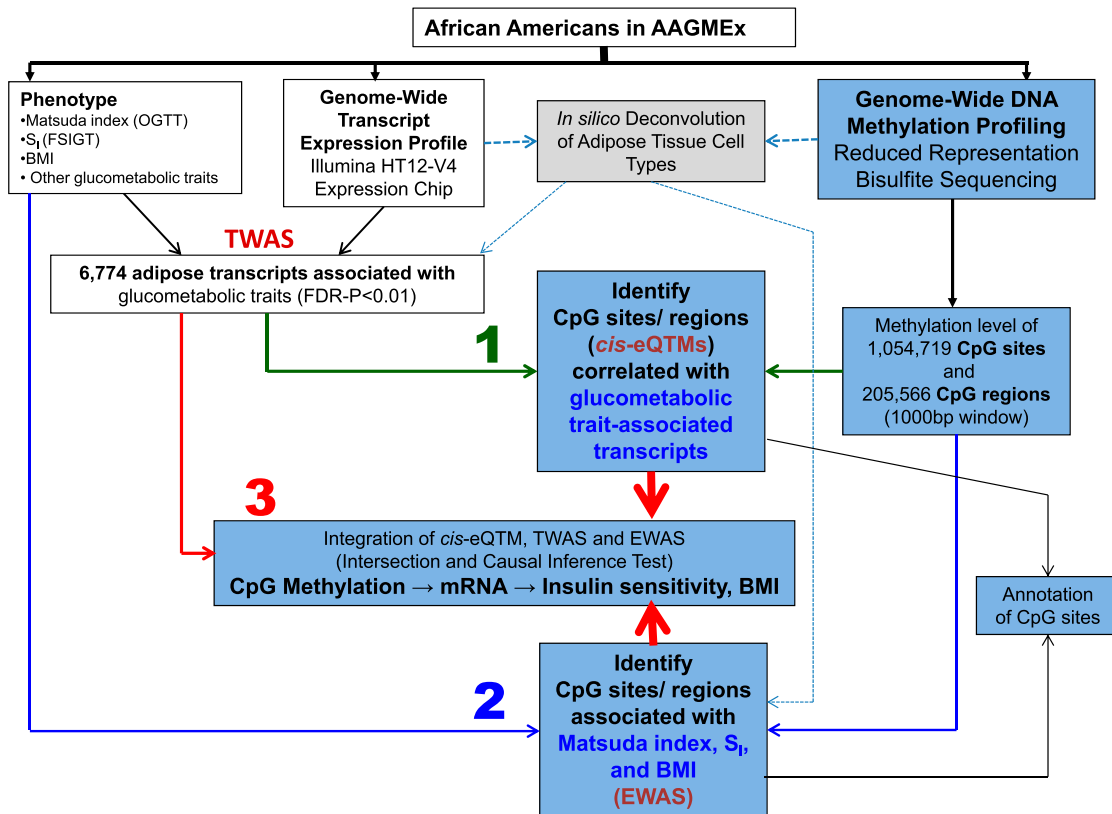 African Americans in AAGMEx
Phenotype
•Matsuda index (OGTT)
•SI (FSIGT)
•BMI
• Other glucometabolic traits
Genome-Wide
Transcript
Expression Profile
Illumina HT12-V4
Expression Chip
In silico Deconvolution
of Adipose Tissue Cell
Types
Genome-Wide DNA
Methylation Profiling
Reduced Representation
Bisulfite Sequencing
TWAS
6,774 adipose transcripts associated with
glucometabolic traits (FDR-P<0.01)
1
Identify
CpG sites/ regions
(cis-eQTMs)
correlated with
glucometabolic
trait-associated
transcripts
Methylation level of
1,054,719 CpG sites
and
205,566 CpG regions
(1000bp window)
3
Integration of cis-eQTM, TWAS and EWAS
(Intersection and Causal Inference Test)
CpG Methylation → mRNA → Insulin sensitivity, BMI
Annotation
of CpG sites
2
Identify
CpG sites/ regions
associated with
Matsuda index, SI,
and BMI
(EWAS)